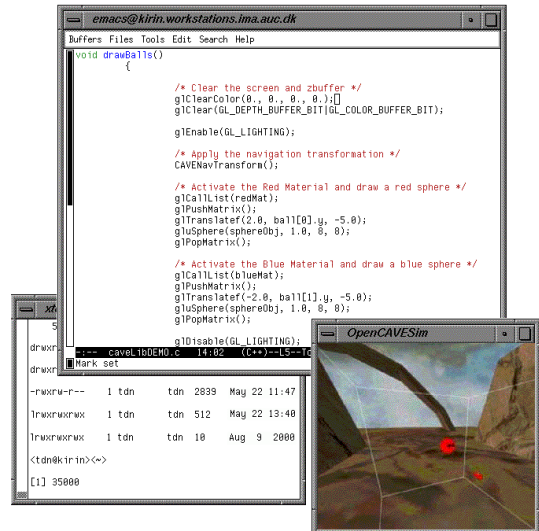 emacs@kirin.workstations.ima.auc.dk
Buffers Files Tools Edit Search Help
void drawBalls()
{
/* Clear the screen and zbuffer */
glClearColor(0., 0., 0., 0.);
glClear(GL_DEPTH_BUFFER_BIT|GL_COLOR_BUFFER_BIT);
glEnable(GL_LIGHTING);
/* Apply the navigation transformation */
CAVENavTransform();
/* Activate the Red Material and draw a red sphere */
glCallList(redMat);
glPushMatrix();
glTranslatef(2.0, ball[0].y, -5.0);
gluSphere(sphereObj, 1.0, 8, 8);
glPopMatrix();
/* Activate the Blue Material and draw a blue sphere */
glCallList(blueMat);
glPushMatrix();
glTranslatef(-2.0, ball[1].y, -5.0);
gluSphere(sphereObj, 1.0, 8, 8);
glPopMatrix();
glDisable(GL_LIGHTING);
-:-- caveLibDEMO.c 14:02 (C++)--L5--To
Mark set
xf
5
drwxr
drwxr
-rwxrw-r-- 1 tdn tdn 2839 May 22 11:47
lrwxrwxrwx 1 tdn tdn 512 May 22 13:40
lrwxrwxrwx 1 tdn tdn 10 Aug 9 2000
<tdn@kirin><~>
[1] 35000
OpenCAVESim